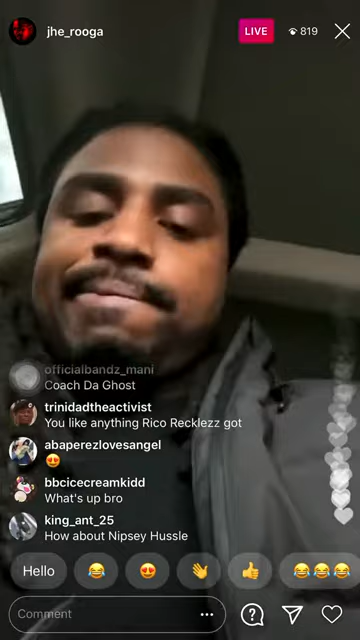 jhe_rooga
LIVE
819
officialbandz_mani
Coach Da Ghost
trinidadtheactivist
You like anything Rico Recklezz got
abaperezlovesangel
😍
bbcicecreamkidd
What's up bro
king_ant_25
How about Nipsey Hussle
Hello 😂 😍 👋 👍 😂😂😂
Comment